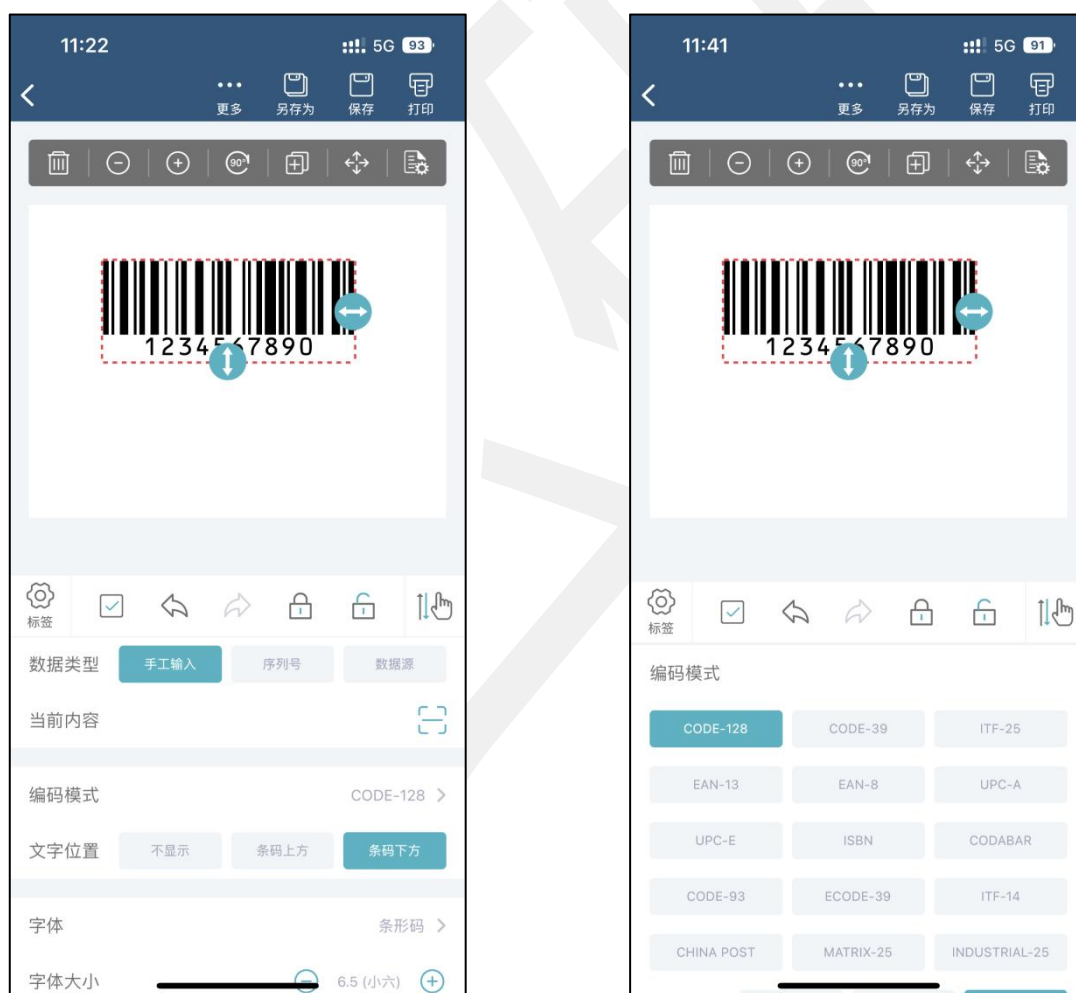 11:22
5G 93
更多 另存为 保存 打印
90°
1234567890
标签
数据类型 手工输入 序列号 数据源
当前内容
编码模式 CODE-128
文字位置 不显示 条码上方 条码下方
字体 条形码
字体大小 6.5 (小六)
11:41
5G 91
更多 另存为 保存 打印
90°
1234567890
标签
编码模式
CODE-128 CODE-39 ITF-25
EAN-13 EAN-8 UPC-A
UPC-E ISBN CODABAR
CODE-93 ECODE-39 ITF-14
CHINA POST MATRIX-25 INDUSTRIAL-25